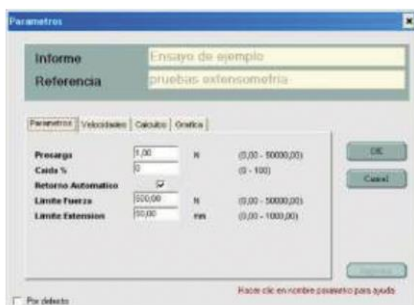 Parametros
Informe Ensayo de ejemplo
Referencia pruebas extensometria
Parametros Velocidades Calculos Grafica
Precarga 1,00 N (0,00 - 50000,00)
Caida % 0 (0 - 100)
Retorno Automatico
Limite Fuerza 500,00 N (0,00 - 50000,00)
Limite Extension 50,00 mm (0,00 - 1000,00)
OK
Cancel
Hacer clic en nombre parametro para ayuda
Por defecto